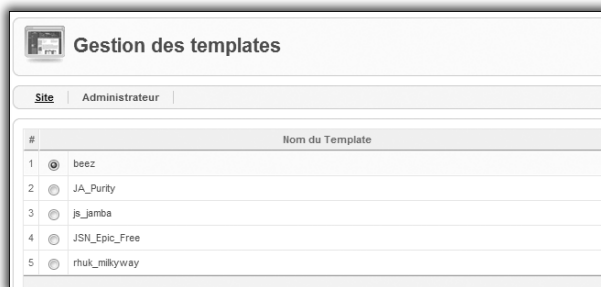 Gestion des templates
Site Administrateur
# Nom du Template
1 beez
2 JA_Purity
3 js_jamba
4 JSN_Epic_Free
5 rhuk_milkyway